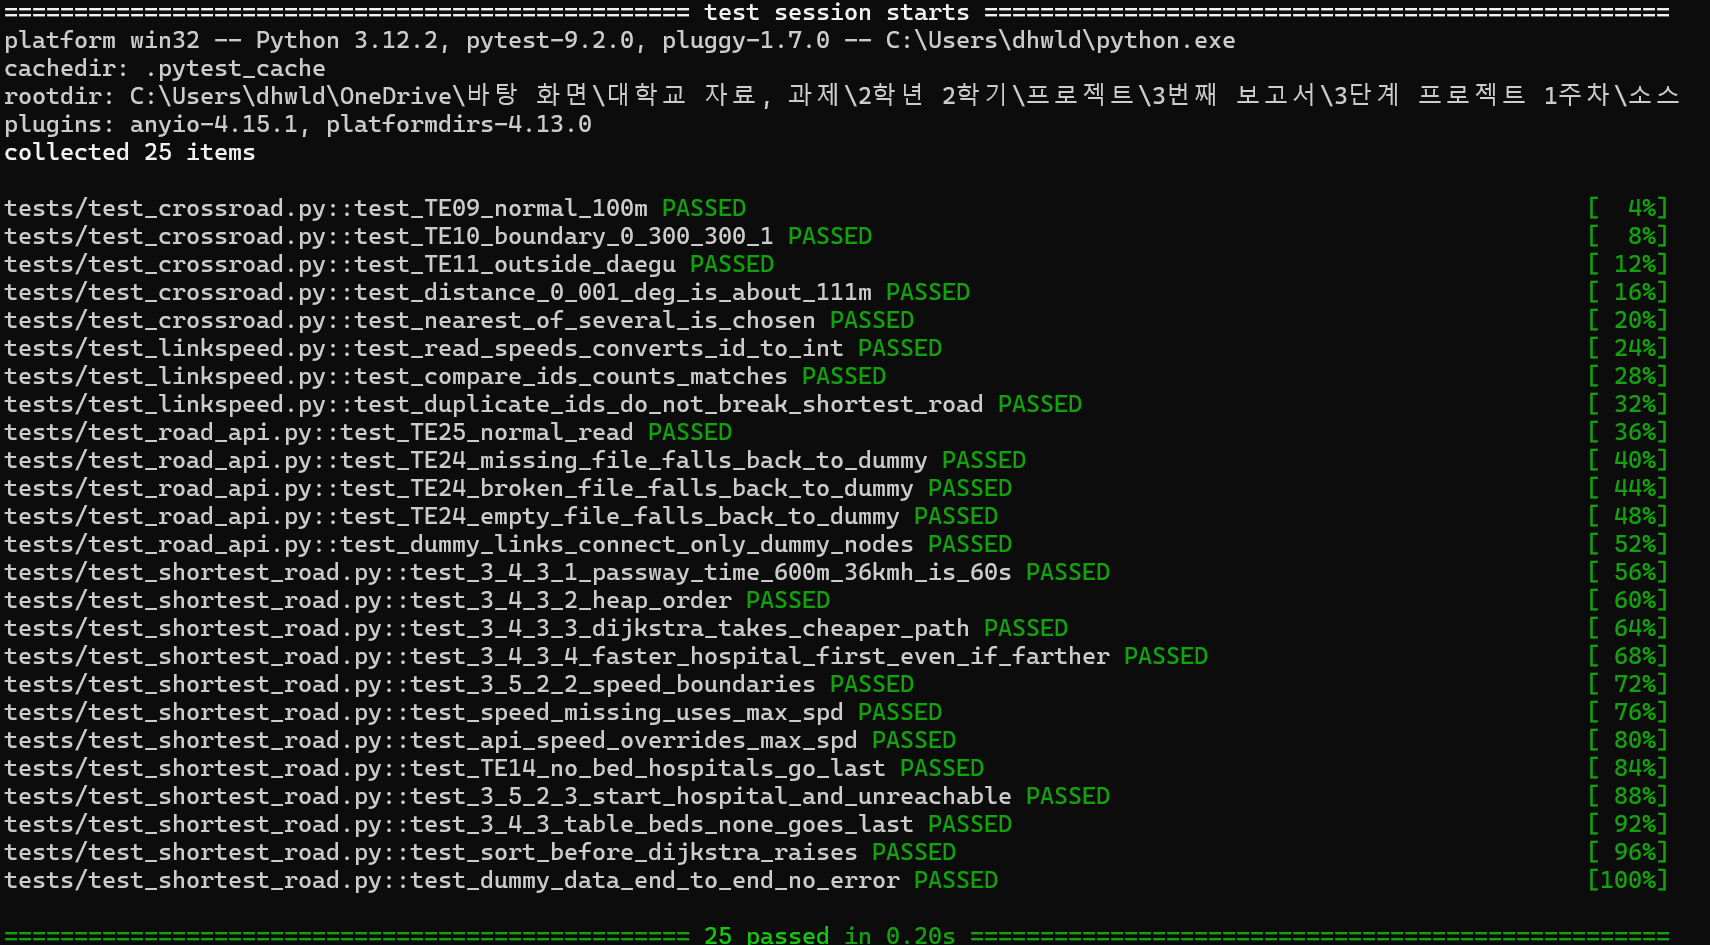 ================================================= test session starts =================================================
platform win32 -- Python 3.12.2, pytest-9.2.0, pluggy-1.7.0 -- C:\Users\dhwld\python.exe
cachedir: .pytest_cache
rootdir: C:\Users\dhwld\OneDrive\바탕 화면\대학교 자료, 과제\2학년 2학기\프로젝트\3번째 보고서\3단계 프로젝트 1주차\소스
plugins: anyio-4.15.1, platformdirs-4.13.0
collected 25 items
tests/test_crossroad.py::test_TE09_normal_100m PASSED [  4%]
tests/test_crossroad.py::test_TE10_boundary_0_300_300_1 PASSED [  8%]
tests/test_crossroad.py::test_TE11_outside_daegu PASSED [ 12%]
tests/test_crossroad.py::test_distance_0_001_deg_is_about_111m PASSED [ 16%]
tests/test_crossroad.py::test_nearest_of_several_is_chosen PASSED [ 20%]
tests/test_linkspeed.py::test_read_speeds_converts_id_to_int PASSED [ 24%]
tests/test_linkspeed.py::test_compare_ids_counts_matches PASSED [ 28%]
tests/test_linkspeed.py::test_duplicate_ids_do_not_break_shortest_road PASSED [ 32%]
tests/test_road_api.py::test_TE25_normal_read PASSED [ 36%]
tests/test_road_api.py::test_TE24_missing_file_falls_back_to_dummy PASSED [ 40%]
tests/test_road_api.py::test_TE24_broken_file_falls_back_to_dummy PASSED [ 44%]
tests/test_road_api.py::test_TE24_empty_file_falls_back_to_dummy PASSED [ 48%]
tests/test_road_api.py::test_dummy_links_connect_only_dummy_nodes PASSED [ 52%]
tests/test_shortest_road.py::test_3_4_3_1_passway_time_600m_36kmh_is_60s PASSED [ 56%]
tests/test_shortest_road.py::test_3_4_3_2_heap_order PASSED [ 60%]
tests/test_shortest_road.py::test_3_4_3_3_dijkstra_takes_cheaper_path PASSED [ 64%]
tests/test_shortest_road.py::test_3_4_3_4_faster_hospital_first_even_if_farther PASSED [ 68%]
tests/test_shortest_road.py::test_3_5_2_2_speed_boundaries PASSED [ 72%]
tests/test_shortest_road.py::test_speed_missing_uses_max_spd PASSED [ 76%]
tests/test_shortest_road.py::test_api_speed_overrides_max_spd PASSED [ 80%]
tests/test_shortest_road.py::test_TE14_no_bed_hospitals_go_last PASSED [ 84%]
tests/test_shortest_road.py::test_3_5_2_3_start_hospital_and_unreachable PASSED [ 88%]
tests/test_shortest_road.py::test_3_4_3_table_beds_none_goes_last PASSED [ 92%]
tests/test_shortest_road.py::test_sort_before_dijkstra_raises PASSED [ 96%]
tests/test_shortest_road.py::test_dummy_data_end_to_end_no_error PASSED [100%]
================================================= 25 passed in 0.20s ==================================================